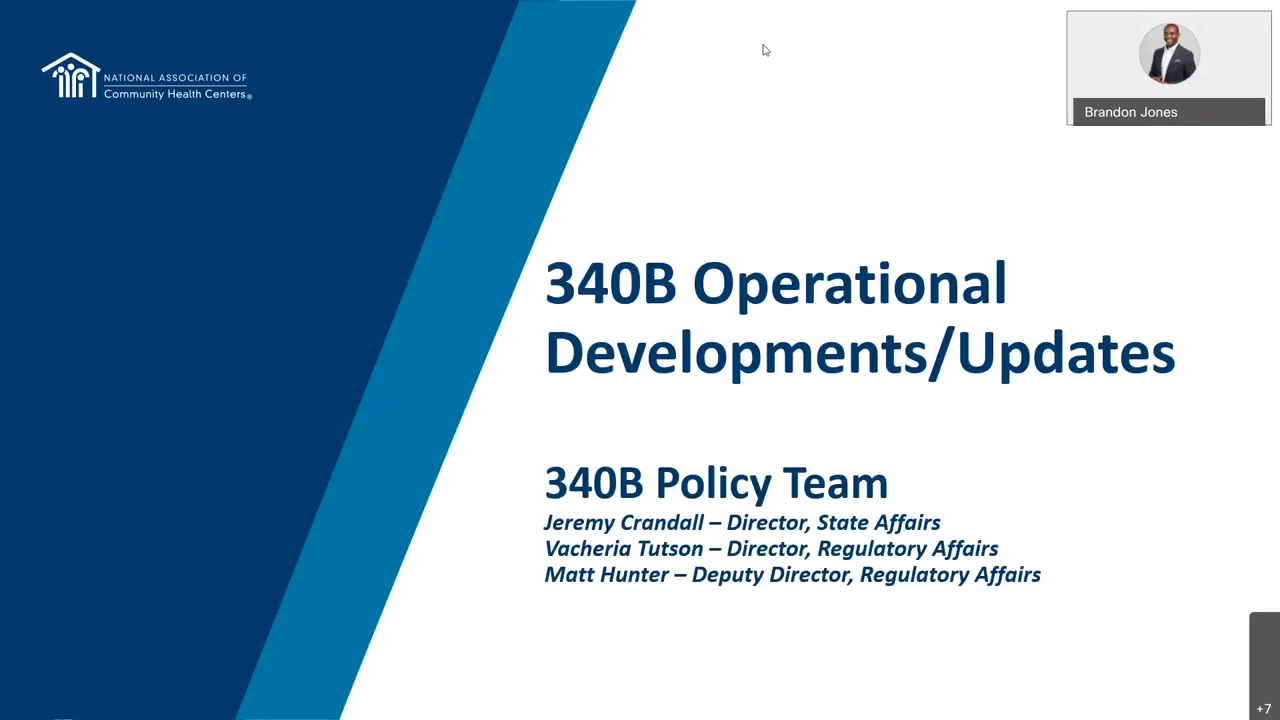 NATIONAL ASSOCIATION OF
Community Health Centers®
Brandon Jones
340B Operational
Developments/Updates
340B Policy Team
Jeremy Crandall – Director, State Affairs
Vacheria Tutson – Director, Regulatory Affairs
Matt Hunter – Deputy Director, Regulatory Affairs
+7